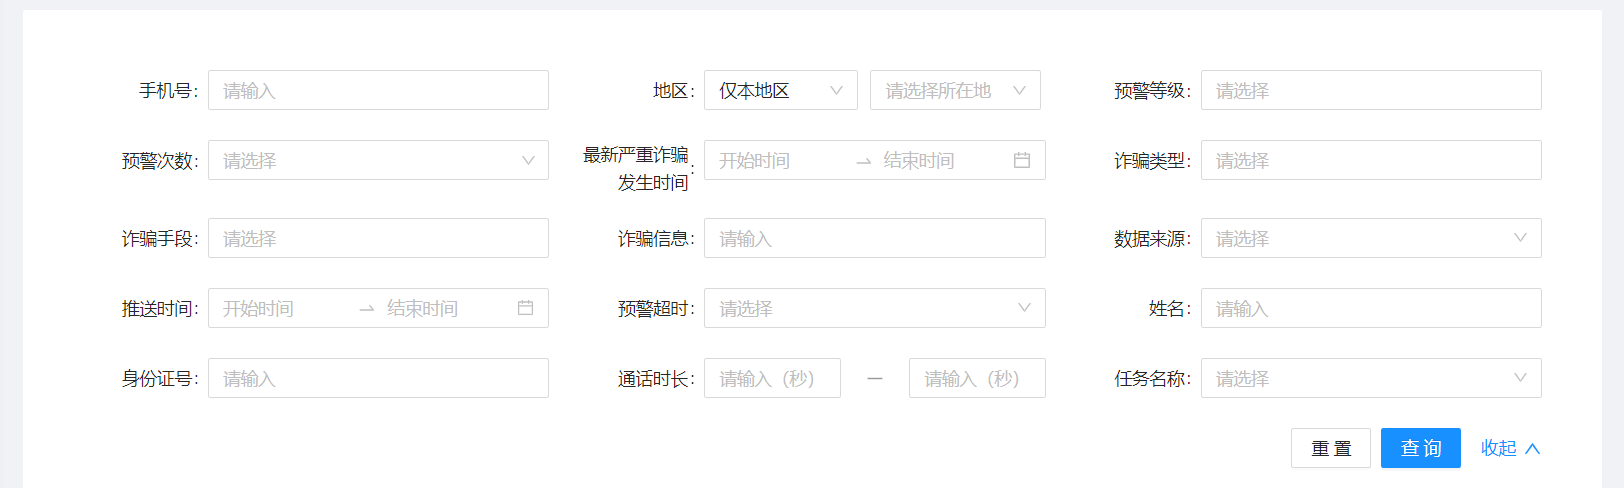 手机号: 请输入 地区: 仅本地区 请选择所在地 预警等级: 请选择
预警次数: 请选择 最新严重诈骗发生时间: 开始时间 → 结束时间 诈骗类型: 请选择
诈骗手段: 请选择 诈骗信息: 请输入 数据来源: 请选择
推送时间: 开始时间 → 结束时间 预警超时: 请选择 姓名: 请输入
身份证号: 请输入 通话时长: 请输入（秒） — 请输入（秒） 任务名称: 请选择
重置 查询 收起